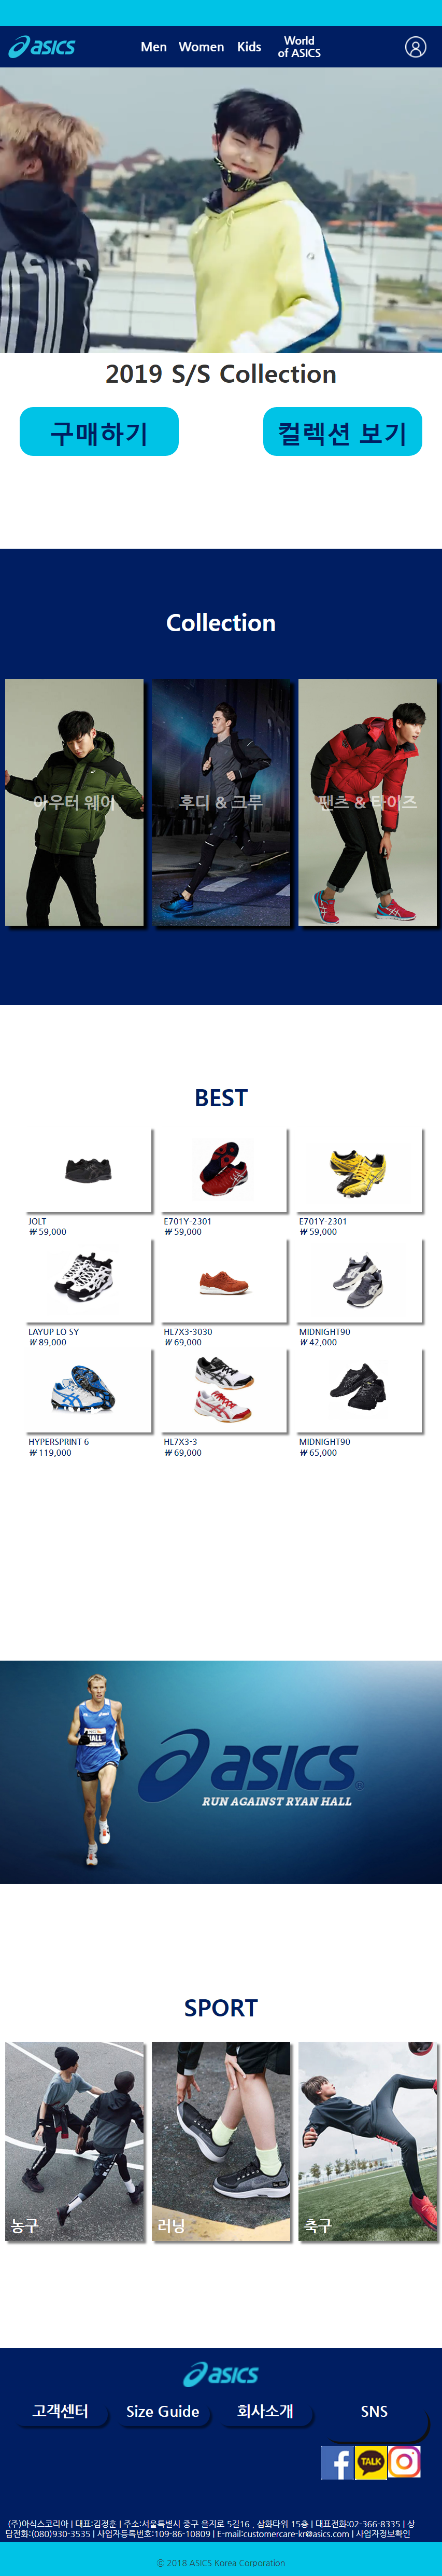 asics
Men Women Kids World of ASICS
2019 S/S Collection
구매하기 컬렉션 보기
Collection
아우터 웨어 후디 & 크루 팬츠 & 타이즈
BEST
JOLT E701Y-2301 E701Y-2301
₩ 59,000 ₩ 59,000 ₩ 59,000
LAYUP LO SY HL7X3-3030 MIDNIGHT90
₩ 89,000 ₩ 69,000 ₩ 42,000
HYPERSPRINT 6 HL7X3-3 MIDNIGHT90
₩ 119,000 ₩ 69,000 ₩ 65,000
HALL
asics
RUN AGAINST RYAN HALL
SPORT
농구 러닝 축구
asics
고객센터 Size Guide 회사소개 SNS
f TALK
(주)아식스코리아 | 대표:김정훈 | 주소:서울특별시 중구 을지로 5길16 , 삼화타워 15층 | 대표전화:02-366-8335 | 상
담전화:(080)930-3535 | 사업자등록번호:109-86-10809 | E-mail:customercare-kr@asics.com | 사업자정보확인
© 2018 ASICS Korea Corporation